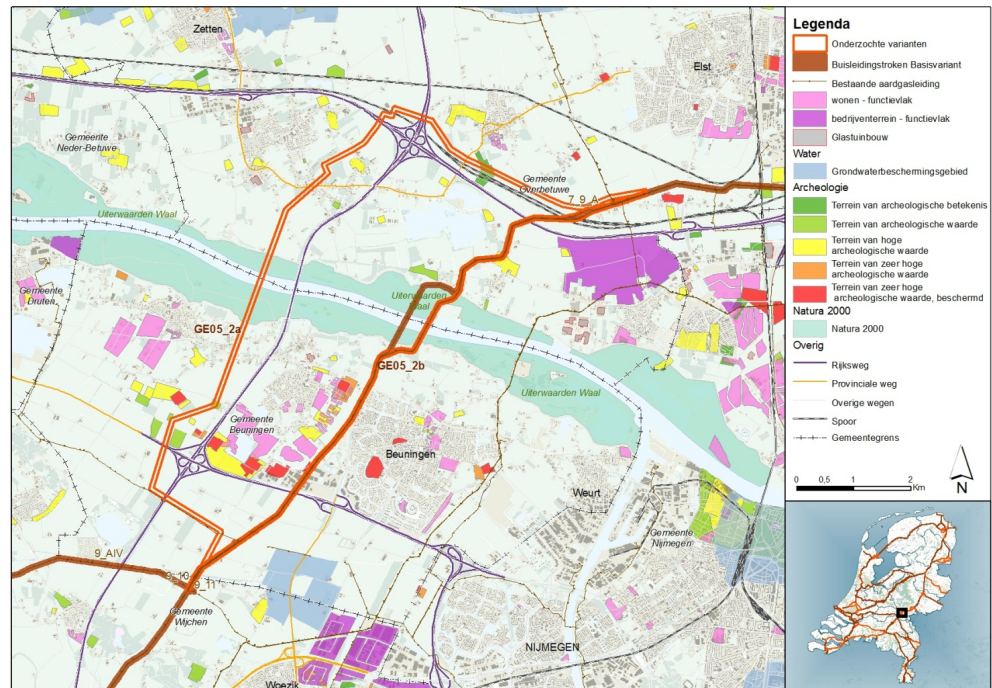 Zetten
Elst
Gemeente
Neder-Betuwe
Gemeente
Overbetuwe
7_9_A
Uiterwaarden Waal
Gemeente
Druten
Uiterwaarden
Waal
GE05_2a
GE05_2b
Uiterwaarden Waal
Gemeente
Beuningen
Beuningen
Weurt
Gemeente
Nijmegen
9_AIV
Gemeente
Wijchen
NIJMEGEN
Woezik
Legenda
Onderzochte varianten
Buisleidingstroken Basisvariant
Bestaande aardgasleiding
wonen - functievlak
bedrijventerrein - functievlak
Glastuinbouw
Water
Grondwaterbeschermingsgebied
Archeologie
Terrein van archeologische betekenis
Terrein van archeologische waarde
Terrein van hoge
archeologische waarde
Terrein van zeer hoge
archeologische waarde
Terrein van zeer hoge
archeologische waarde, beschermd
Natura 2000
Natura 2000
Overig
Rijksweg
Provinciale weg
Overige wegen
Spoor
Gemeentegrens
0 0,5 1 2
Km
N